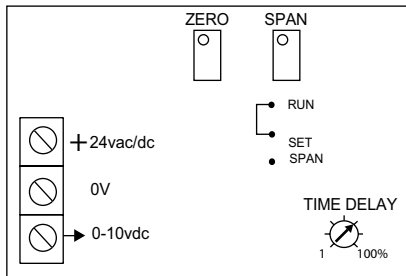 ZERO SPAN
RUN
SET
SPAN
+ 24vac/dc
0V
0-10vdc
TIME DELAY
1 100%